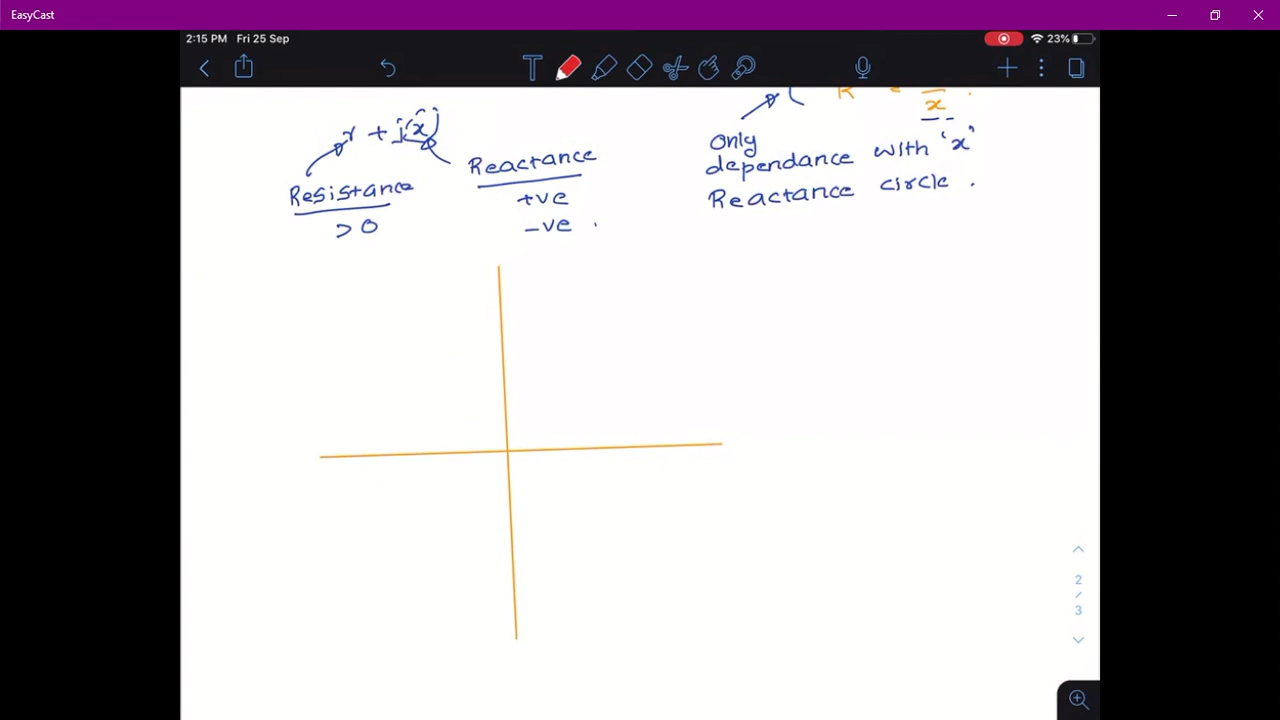 EasyCast
2:15 PM Fri 25 Sep
23%
T
r + j(x)
Resistance
> 0
Reactance
+ve
-ve
R =
x
Only
dependance with 'x'
Reactance circle.
2
/
3